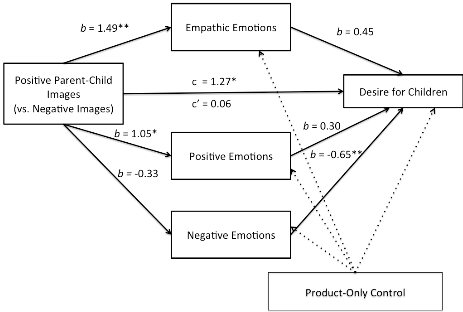 Empathic Emotions
b = 1.49**
b = 0.45
Positive Parent-Child
Images
(vs. Negative Images)
c = 1.27*
c' = 0.06
Desire for Children
b = 1.05*
b = 0.30
Positive Emotions
b = -0.65**
b = -0.33
Negative Emotions
Product-Only Control